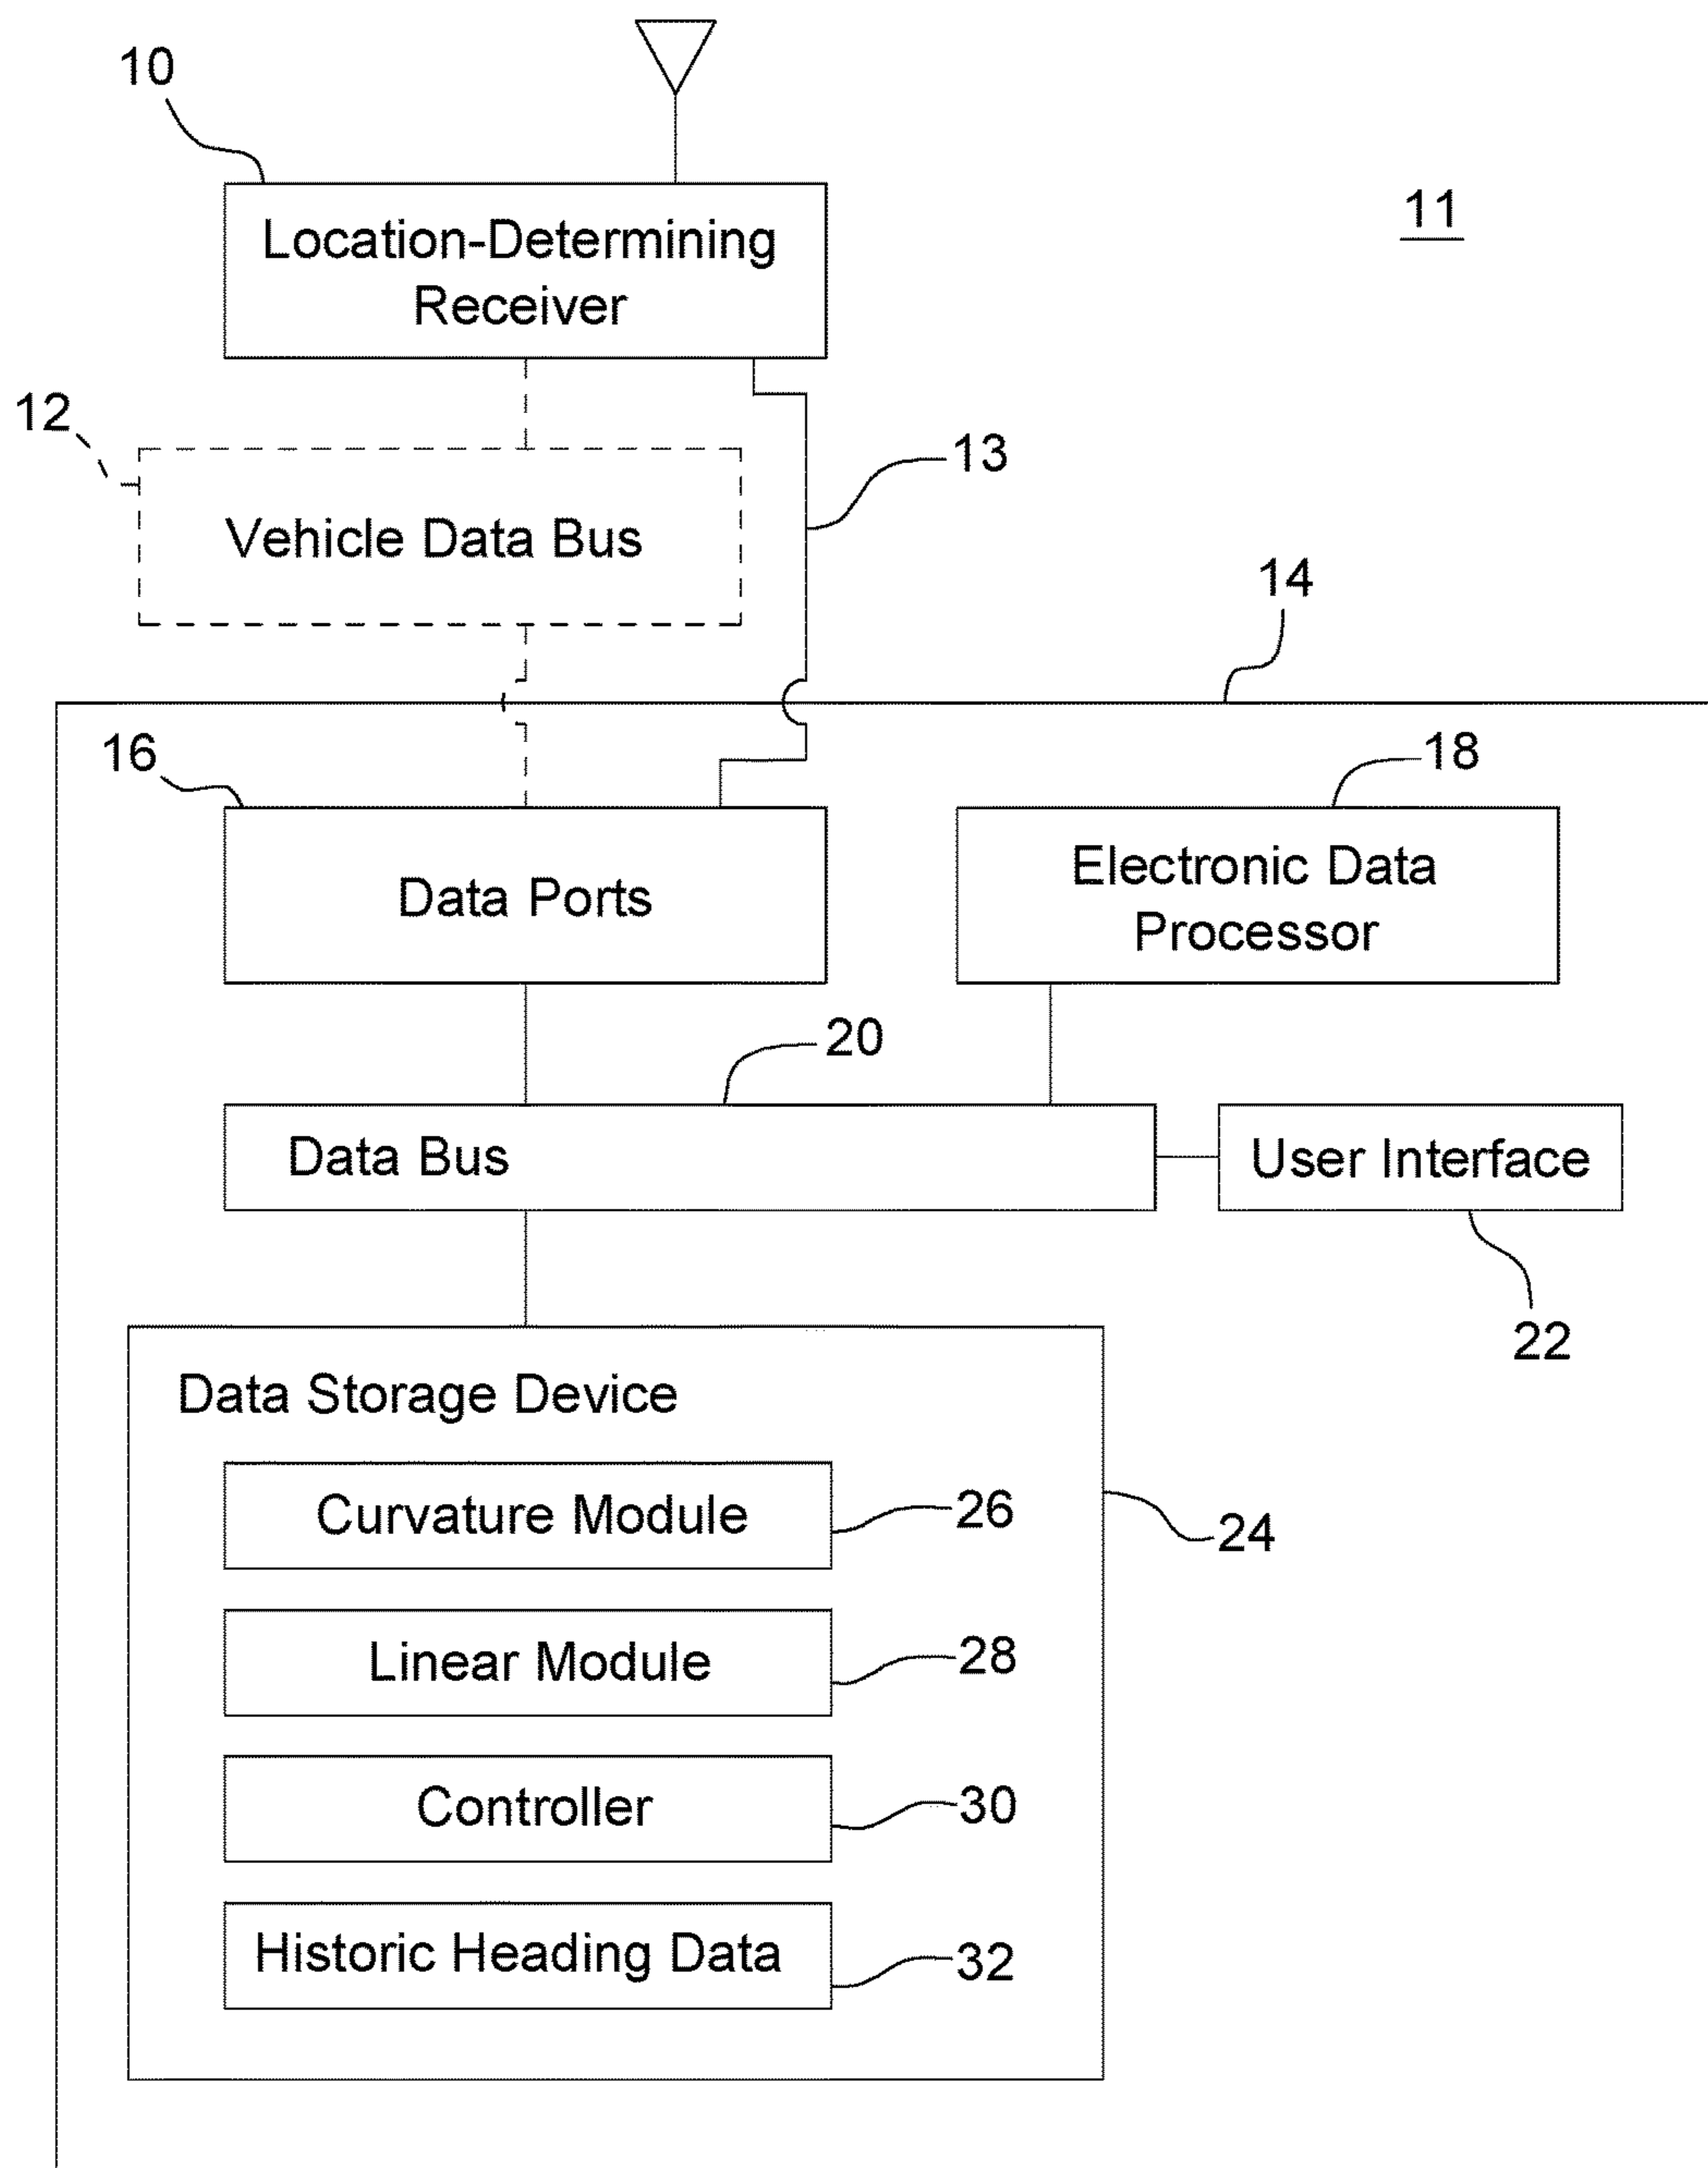 10
11
Location-Determining
Receiver
12
13
Vehicle Data Bus
14
16
18
Data Ports
Electronic Data
Processor
20
Data Bus
User Interface
22
Data Storage Device
Curvature Module
26
24
Linear Module
28
Controller
30
Historic Heading Data
32